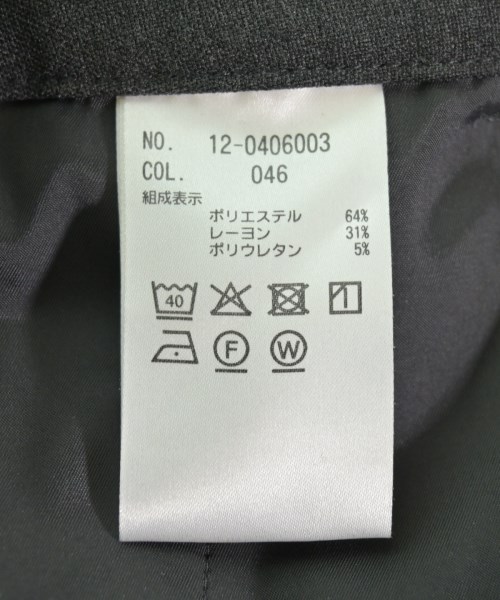 NO. 12-0406003
COL. 046
組成表示
ポリエステル 64%
レーヨン 31%
ポリウレタン 5%
40
F W